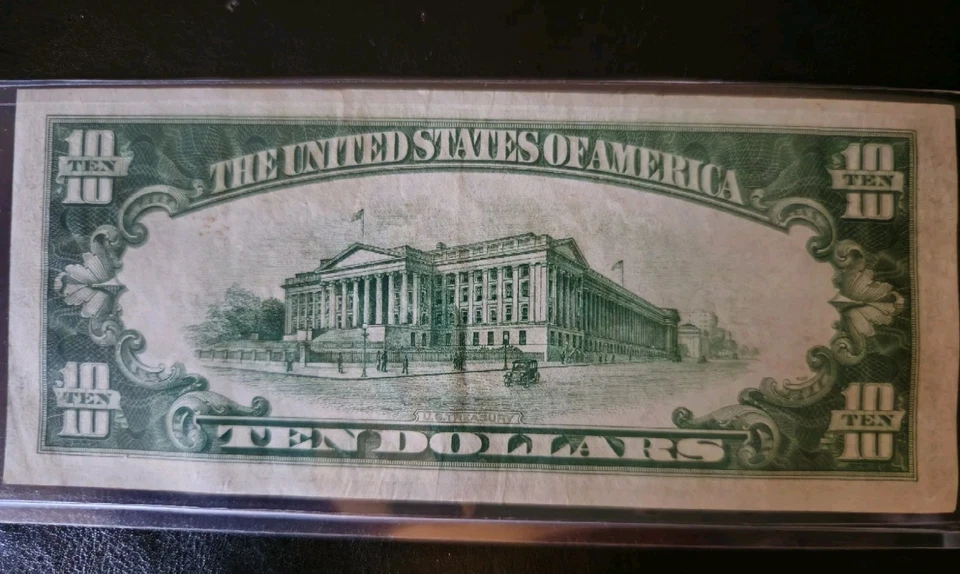 10 TEN 10
THE UNITED STATES OF AMERICA
10 TEN 10
10 TEN 10
U.S. TREASURY
TEN DOLLARS
10 TEN 10